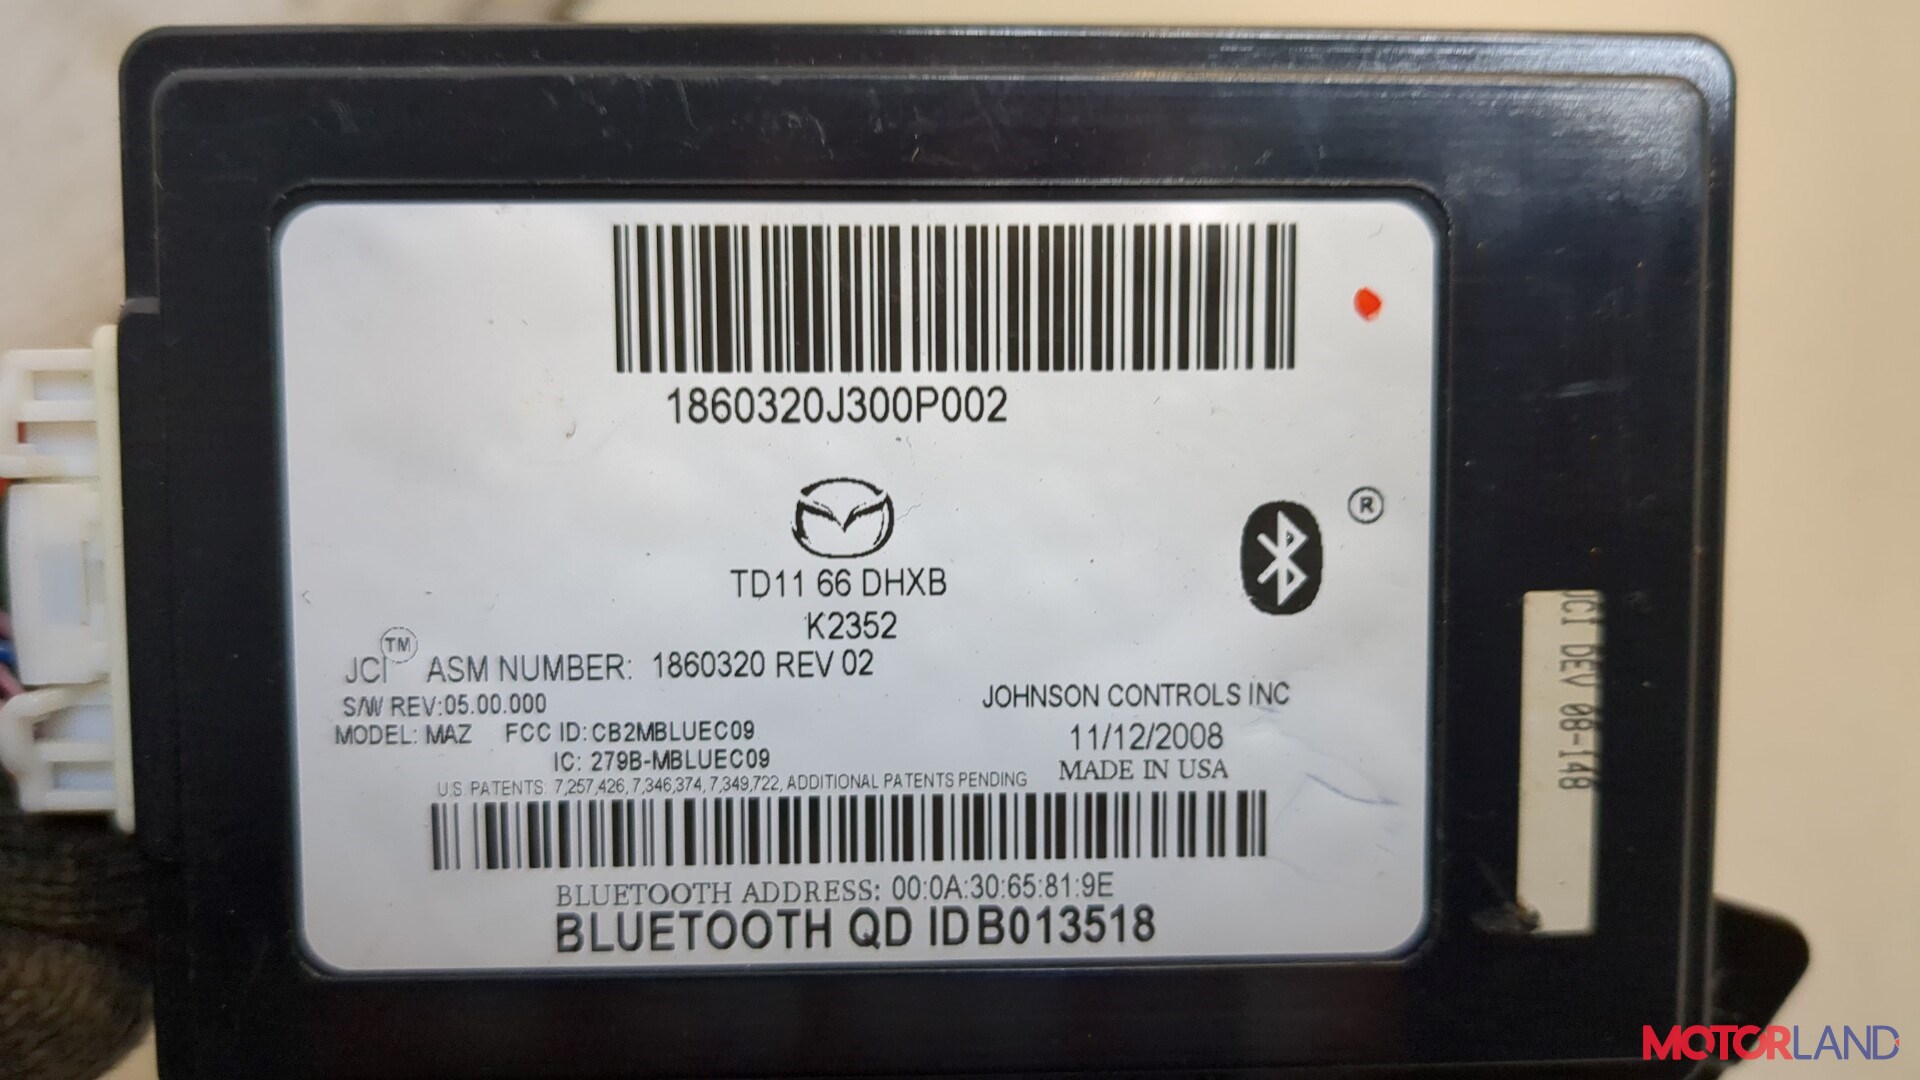 1860320J300P002
®
TD11 66 DHXB
K2352
JCI™ ASM NUMBER: 1860320 REV 02
S/W REV:05.00.000
MODEL: MAZ FCC ID:CB2MBLUEC09
IC: 279B-MBLUEC09
JOHNSON CONTROLS INC
11/12/2008
MADE IN USA
U.S. PATENTS: 7,257,426, 7,346,374, 7,349,722, ADDITIONAL PATENTS PENDING
BLUETOOTH ADDRESS: 00:0A:30:65:81:9E
BLUETOOTH QD IDB013518
JCI DEV 08-148
MOTORLAND